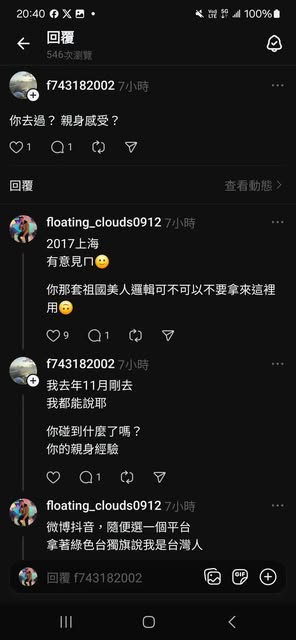 20:40
100%
回覆
546次瀏覽
f743182002 7小時
你去過？ 親身感受？
1 1
回覆 查看動態
floating_clouds0912 7小時
2017上海
有意見ㄇ🙂
你那套祖國美人邏輯可不可以不要拿來這裡
用🙃
9 1
f743182002 7小時
我去年11月剛去
我都能說耶
你碰到什麼了嗎？
你的親身經驗
1
floating_clouds0912 7小時
微博抖音，隨便選一個平台
拿著綠色台獨旗說我是台灣人
回覆 f743182002
GIF